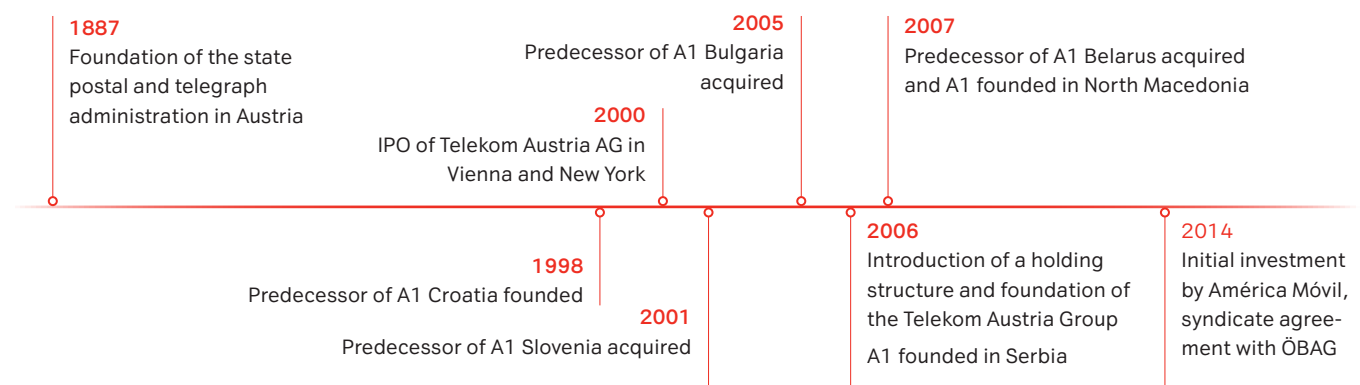 1887
Foundation of the state
postal and telegraph
administration in Austria
1998
Predecessor of A1 Croatia founded
2000
IPO of Telekom Austria AG in
Vienna and New York
2001
Predecessor of A1 Slovenia acquired
2005
Predecessor of A1 Bulgaria
acquired
2006
Introduction of a holding
structure and foundation of
the Telekom Austria Group
A1 founded in Serbia
2007
Predecessor of A1 Belarus acquired
and A1 founded in North Macedonia
2014
Initial investment
by América Móvil,
syndicate agree-
ment with ÖBAG